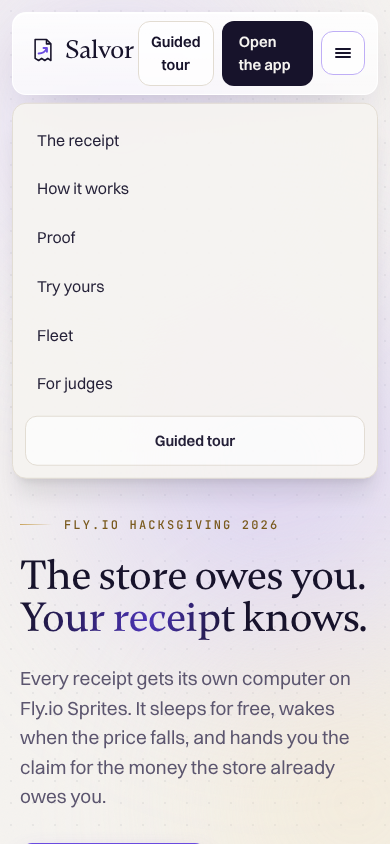 Salvor
Guided
tour
Open
the app
The receipt
How it works
Proof
Try yours
Fleet
For judges
Guided tour
FLY.IO HACKSGIVING 2026
The store owes you.
Your receipt knows.
Every receipt gets its own computer on
Fly.io Sprites. It sleeps for free, wakes
when the price falls, and hands you the
claim for the money the store already
owes you.